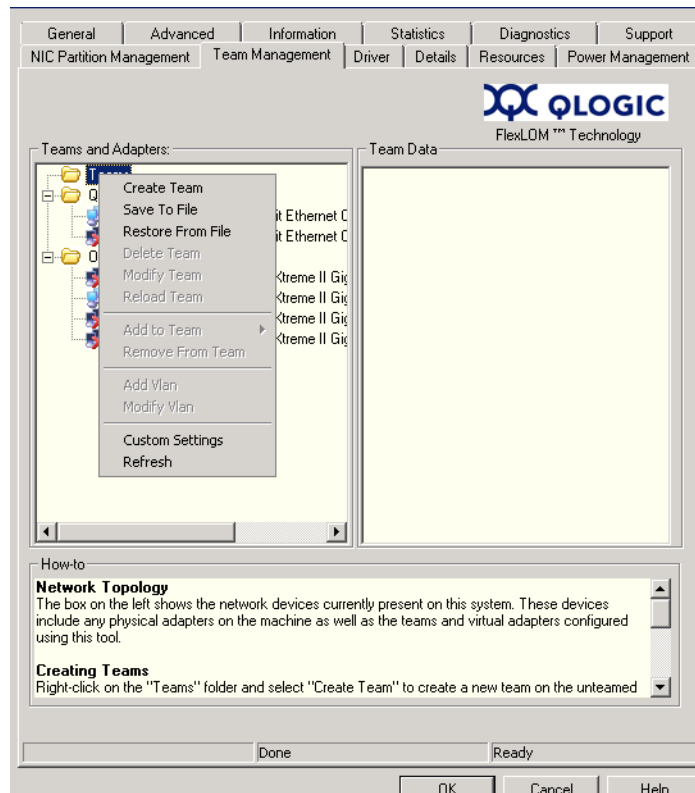 General Advanced Information Statistics Diagnostics Support
NIC Partition Management Team Management Driver Details Resources Power Management
QLOGIC
FlexLOM ™ Technology
Teams and Adapters:
Team Data
Create Team
Save To File
Restore From File
Delete Team
Modify Team
Reload Team
Add to Team
Remove From Team
Add Vlan
Modify Vlan
Custom Settings
Refresh
it Ethernet C
it Ethernet C
Xtreme II Gig
Xtreme II Gig
Xtreme II Gig
Xtreme II Gig
How-to
Network Topology
The box on the left shows the network devices currently present on this system. These devices
include any physical adapters on the machine as well as the teams and virtual adapters configured
using this tool.
Creating Teams
Right-click on the "Teams" folder and select "Create Team" to create a new team on the unteamed
Done Ready
OK Cancel Help